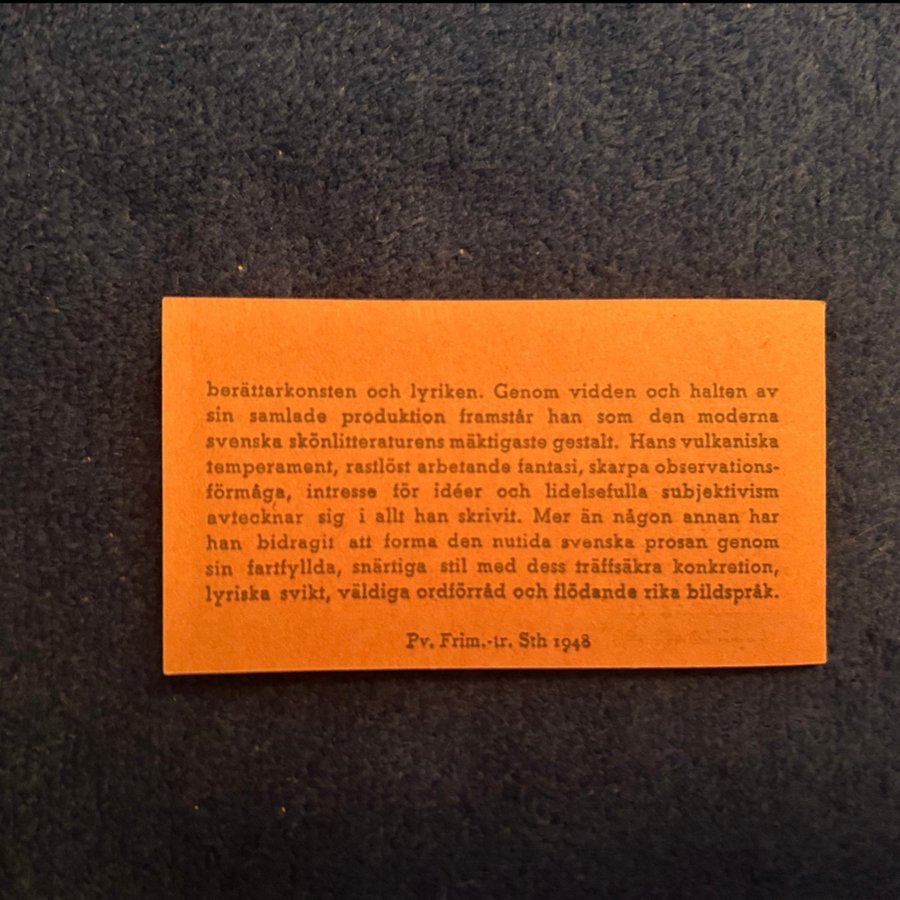 berättarkonsten och lyriken. Genom vidden och halten av
sin samlade produktion framstår han som den moderna
svenska skönlitteraturens mäktigaste gestalt. Hans vulkaniska
temperament, rastlöst arbetande fantasi, skarpa observations-
förmåga, intresse för idéer och lidelsefulla subjektivism
avtecknar sig i allt han skrivit. Mer än någon annan har
han bidragit att forma den nutida svenska prosan genom
sin fartfyllda, snärtiga stil med dess träffsäkra konkretion,
lyriska svikt, väldiga ordförråd och flödande rika bildspråk.
Pv. Frim.-tr. Sth 1948